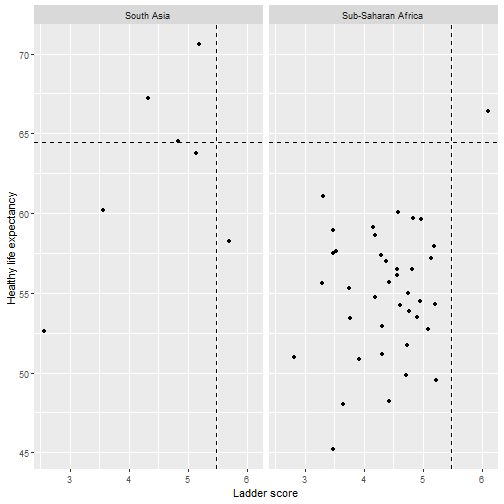 South Asia
Sub-Saharan Africa
Healthy life expectancy
70
65
60
55
50
45
3 4 5 6
3 4 5 6
Ladder score